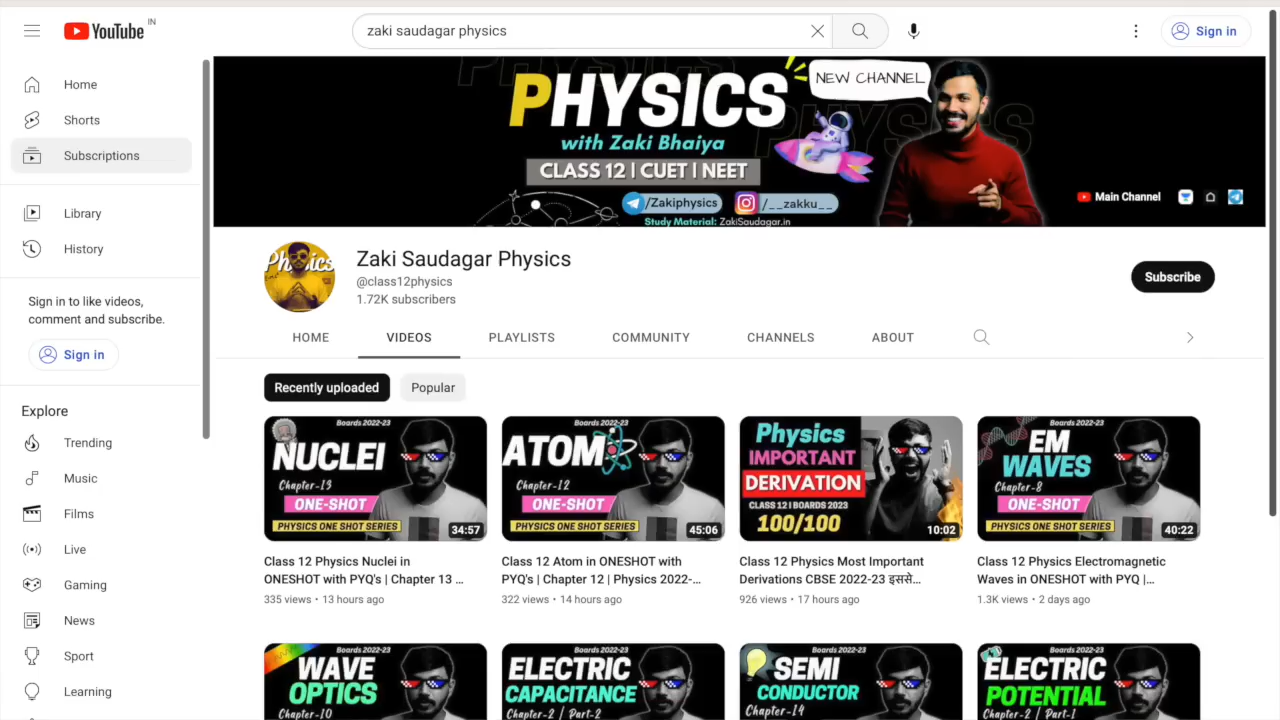 YouTube IN
zaki saudagar physics
Sign in
Home
Shorts
Subscriptions
Library
History
Sign in to like videos,
comment and subscribe.
Sign in
Explore
Trending
Music
Films
Live
Gaming
News
Sport
Learning
PHYSICS
NEW CHANNEL
with Zaki Bhaiya
CLASS 12 | CUET | NEET
/Zakiphysics
/__zakku__
Study Material: ZakiSaudagar.in
Main Channel
Zaki Saudagar Physics
@class12physics
1.72K subscribers
Subscribe
HOME
VIDEOS
PLAYLISTS
COMMUNITY
CHANNELS
ABOUT
Recently uploaded
Popular
Boards 2022-23
NUCLEI
Chapter-13
ONE-SHOT
PHYSICS ONE SHOT SERIES
34:57
Class 12 Physics Nuclei in
ONESHOT with PYQ's | Chapter 13 ...
335 views • 13 hours ago
Boards 2022-23
ATOM
Chapter-12
ONE-SHOT
PHYSICS ONE SHOT SERIES
45:06
Class 12 Atom in ONESHOT with
PYQ's | Chapter 12 | Physics 2022-...
322 views • 14 hours ago
Physics
IMPORTANT
DERIVATION
CLASS 12 | BOARDS 2023
100/100
10:02
Class 12 Physics Most Important
Derivations CBSE 2022-23 इससे...
926 views • 17 hours ago
Boards 2022-23
EM
WAVES
Chapter-8
ONE-SHOT
PHYSICS ONE SHOT SERIES
40:22
Class 12 Physics Electromagnetic
Waves in ONESHOT with PYQ |...
1.3K views • 2 days ago
Boards 2022-23
WAVE
OPTICS
Chapter-10
Boards 2022-23
ELECTRIC
CAPACITANCE
Chapter-2 / Part-2
Boards 2022-23
SEMI
CONDUCTOR
Chapter-14
Boards 2022-23
ELECTRIC
POTENTIAL
Chapter-2 / Part-1